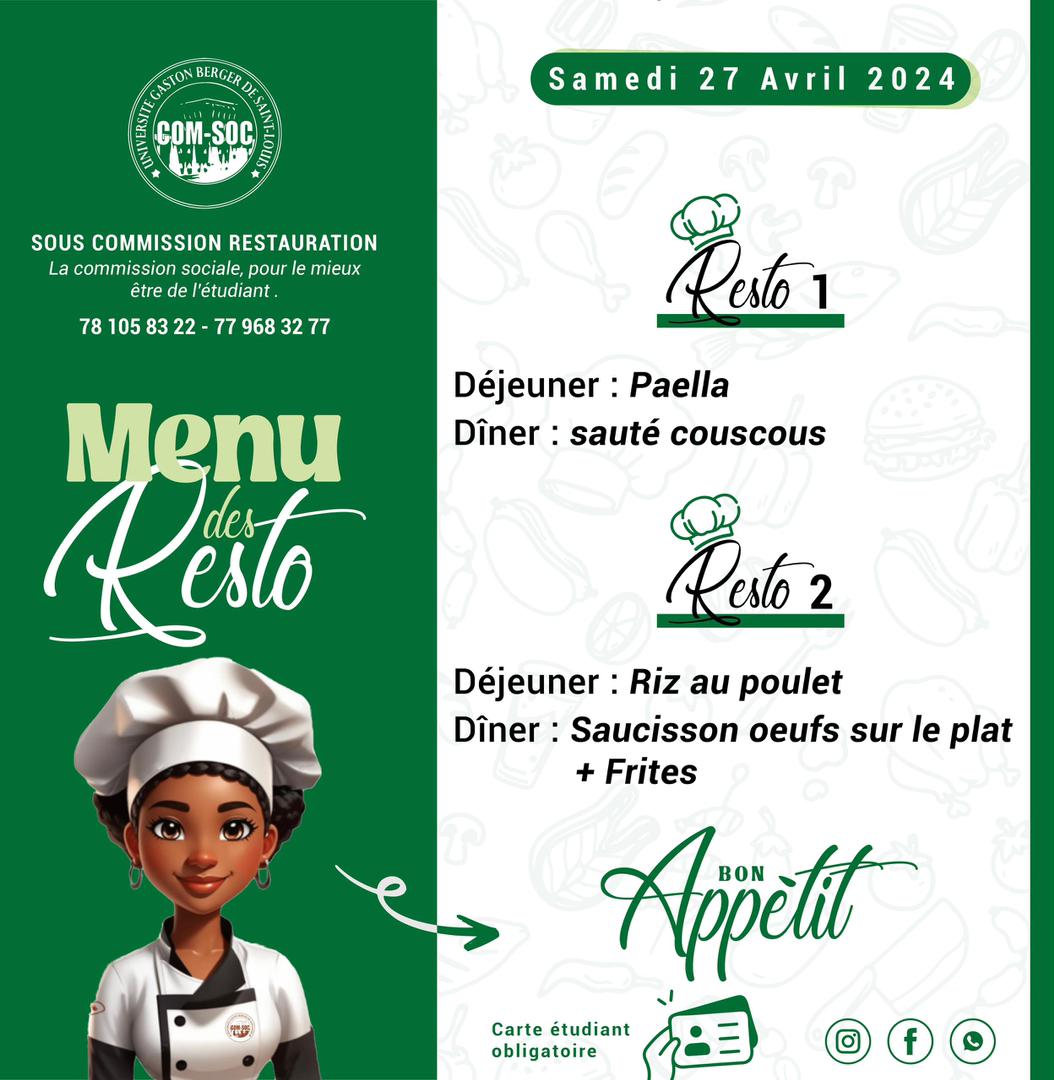 UNIVERSITE GASTON BERGER DE SAINT-LOUIS
COM-SOC
SOUS COMMISSION RESTAURATION
La commission sociale, pour le mieux
être de l'étudiant .
78 105 83 22 - 77 968 32 77
Menu
des
Resto
COM-SOC
Samedi 27 Avril 2024
Resto 1
Déjeuner : Paella
Dîner : sauté couscous
Resto 2
Déjeuner : Riz au poulet
Dîner : Saucisson oeufs sur le plat
+ Frites
BON
Appètit
Carte étudiant
obligatoire